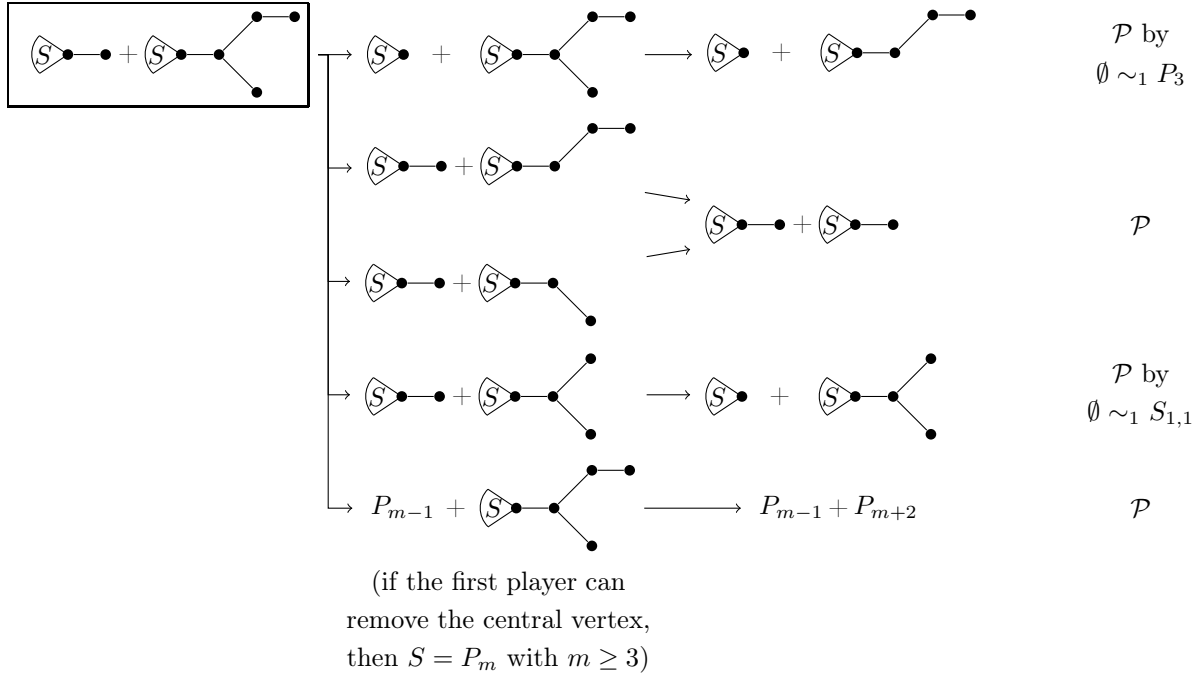 S + S S + S S + S 𝒫 by
∅ ∼₁ P₃
S + S
S + S 𝒫
S + S
S + S S + S 𝒫 by
∅ ∼₁ S₁,₁
Pₘ₋₁ + S Pₘ₋₁ + Pₘ₊₂ 𝒫
(if the first player can
remove the central vertex,
then S = Pₘ with m ≥ 3)